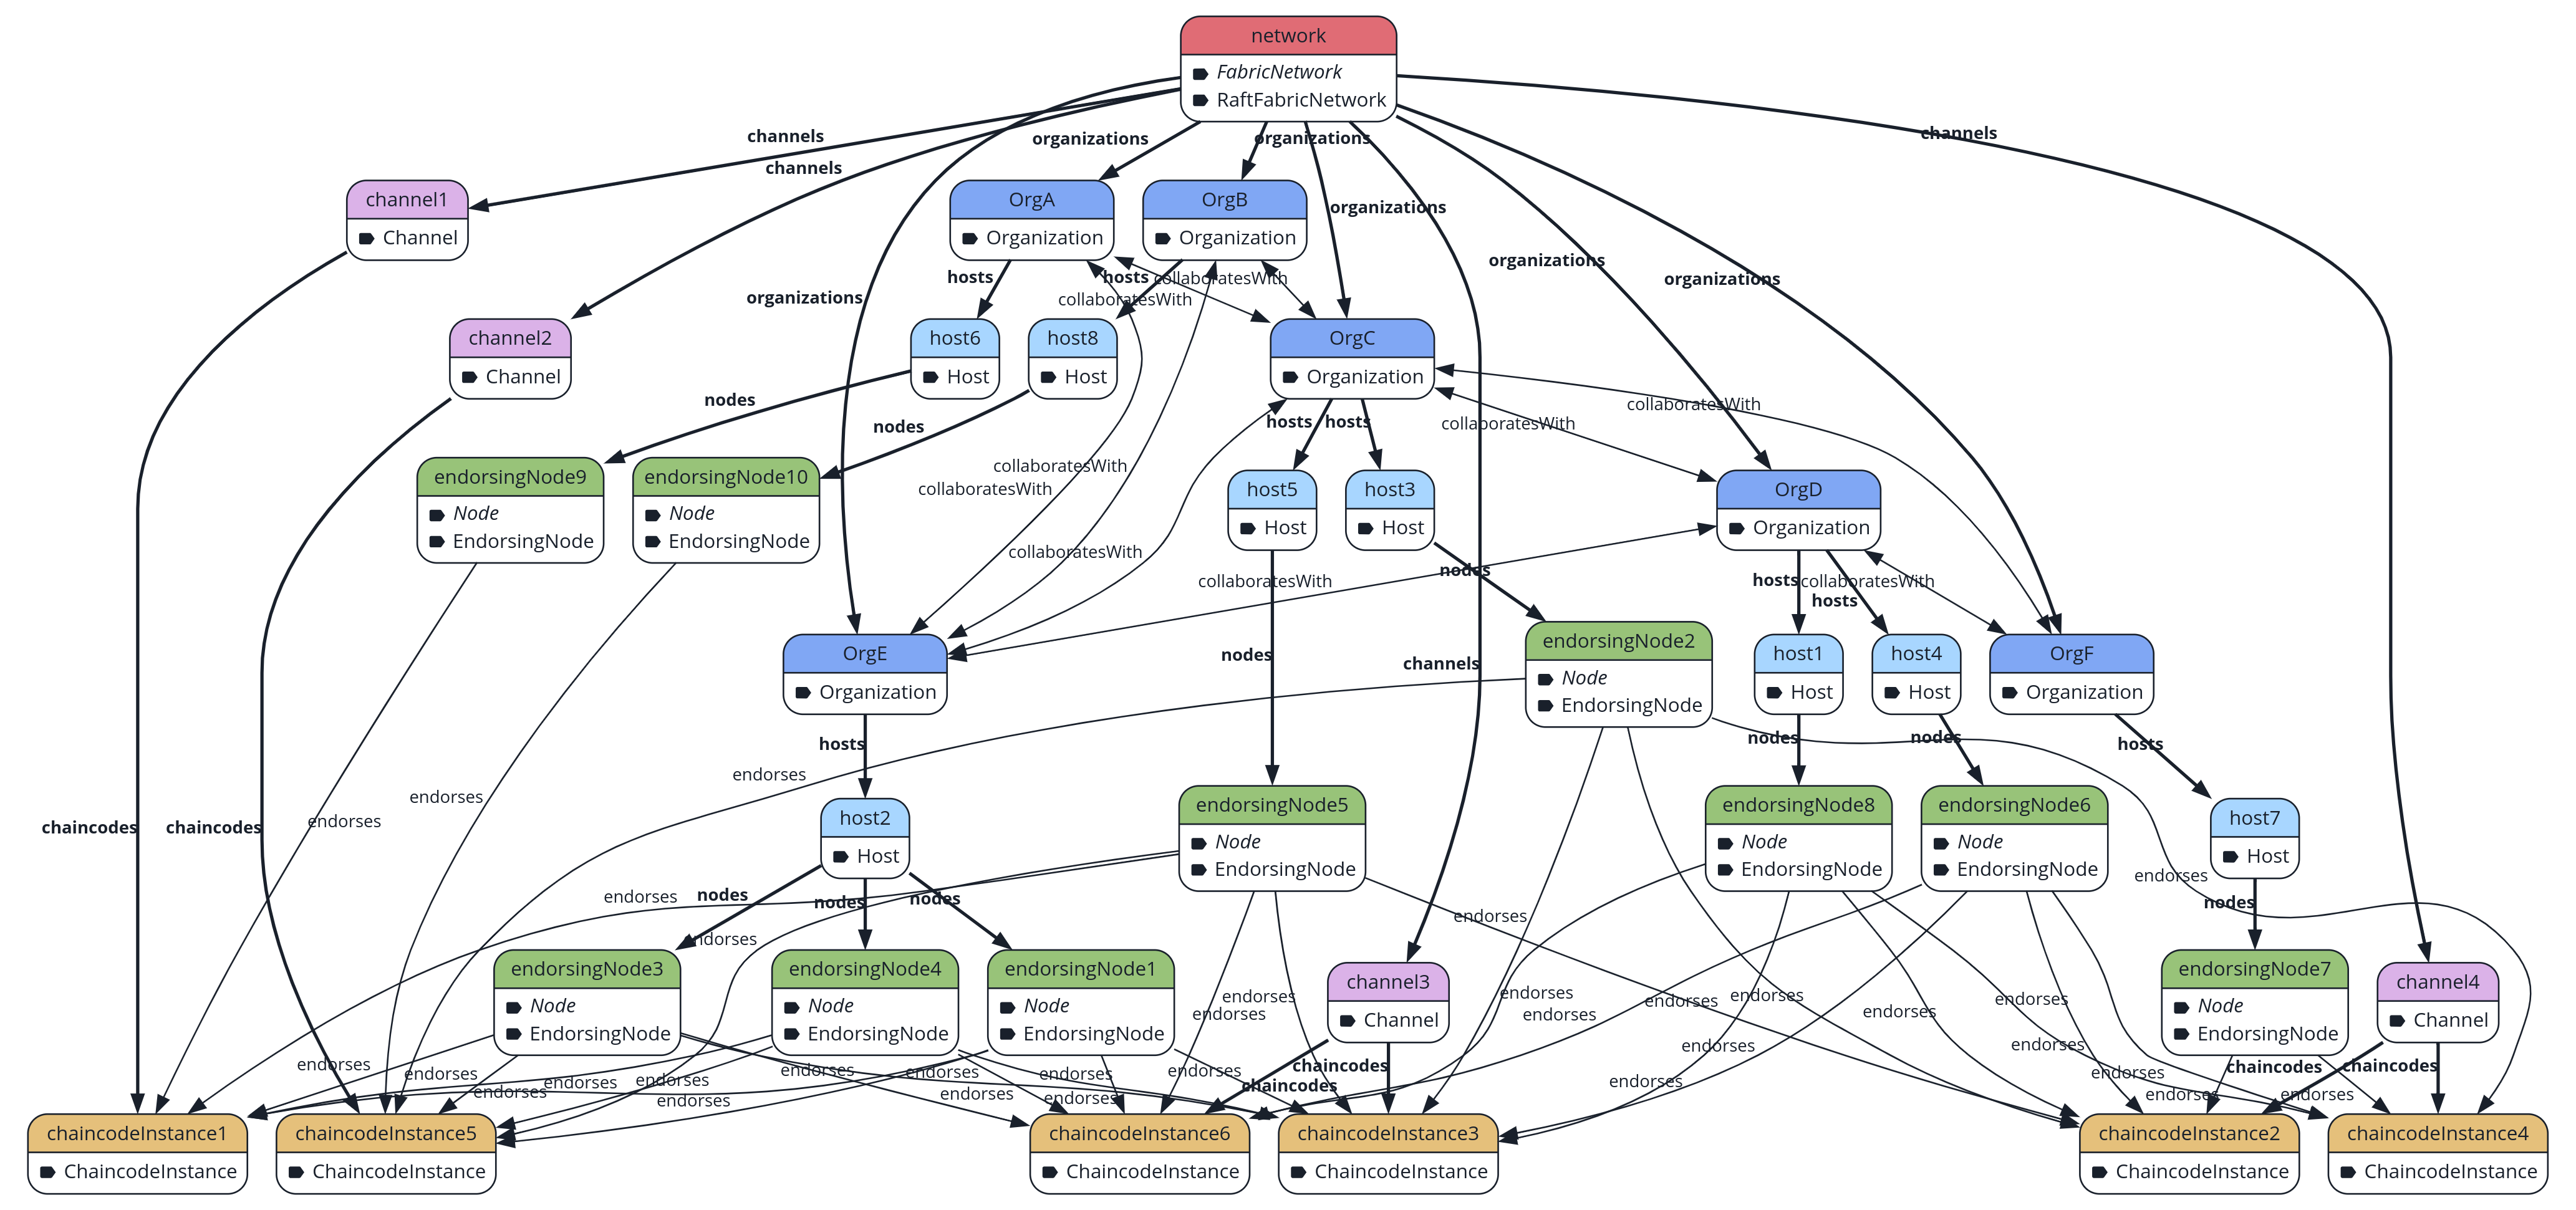 network
FabricNetwork
RaftFabricNetwork
channels
organizations
organizations
channels
channels
channel1
Channel
OrgA
Organization
OrgB
Organization
organizations
organizations
organizations
organizations
hosts
hosts
collaboratesWith
collaboratesWith
channel2
Channel
host6
Host
host8
Host
OrgC
Organization
nodes
nodes
hosts
hosts
collaboratesWith
collaboratesWith
endorsingNode9
Node
EndorsingNode
endorsingNode10
Node
EndorsingNode
collaboratesWith
collaboratesWith
host5
Host
host3
Host
OrgD
Organization
collaboratesWith
collaboratesWith
nodes
hosts
collaboratesWith
hosts
OrgE
Organization
nodes
channels
endorsingNode2
Node
EndorsingNode
host1
Host
host4
Host
OrgF
Organization
hosts
endorses
nodes
nodes
hosts
chaincodes
chaincodes
endorses
endorses
host2
Host
endorsingNode5
Node
EndorsingNode
endorsingNode8
Node
EndorsingNode
endorsingNode6
Node
EndorsingNode
host7
Host
endorses
nodes
nodes
nodes
endorses
endorses
nodes
endorses
endorsingNode3
Node
EndorsingNode
endorsingNode4
Node
EndorsingNode
endorsingNode1
Node
EndorsingNode
endorses
endorses
channel3
Channel
endorses
endorses
endorses
endorses
endorses
endorses
endorsingNode7
Node
EndorsingNode
channel4
Channel
endorses
endorses
endorses
endorses
endorses
endorses
endorses
endorses
endorses
endorses
endorses
endorses
endorses
chaincodes
chaincodes
endorses
endorses
endorses
endorses
chaincodes
chaincodes
endorses
endorses
chaincodeInstance1
ChaincodeInstance
chaincodeInstance5
ChaincodeInstance
chaincodeInstance6
ChaincodeInstance
chaincodeInstance3
ChaincodeInstance
chaincodeInstance2
ChaincodeInstance
chaincodeInstance4
ChaincodeInstance